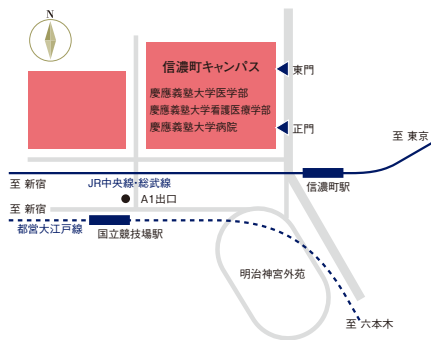 N
信濃町キャンパス
慶應義塾大学医学部
慶應義塾大学看護医療学部
慶應義塾大学病院
東門
正門
至 東京
至 新宿
JR中央線・総武線
信濃町駅
A1出口
至 新宿
都営大江戸線
国立競技場駅
明治神宮外苑
至 六本木